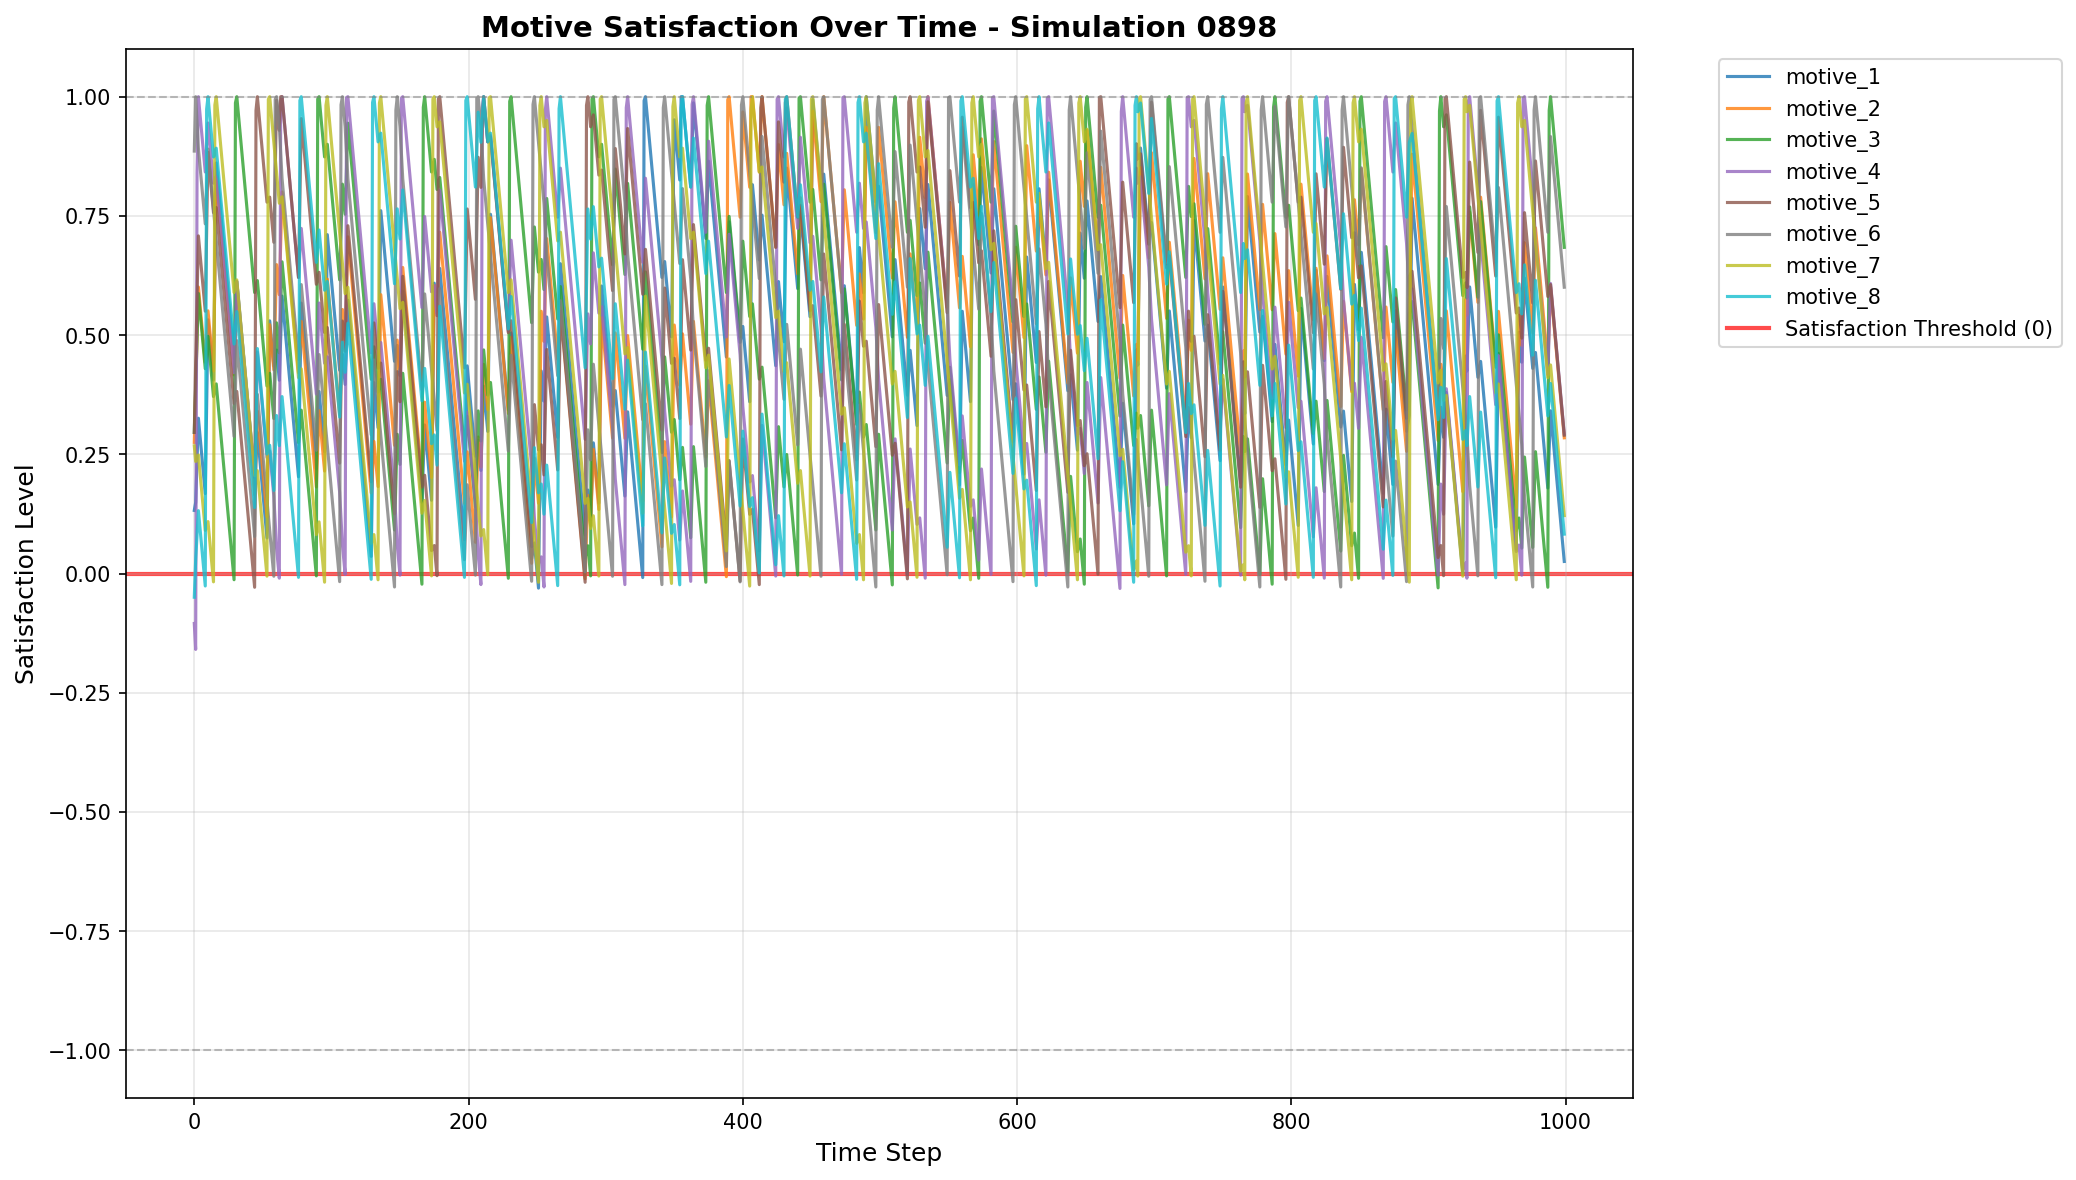 Motive Satisfaction Over Time - Simulation 0898
Satisfaction Level
1.00
0.75
0.50
0.25
0.00
−0.25
−0.50
−0.75
−1.00
0
200
400
600
800
1000
Time Step
motive_1
motive_2
motive_3
motive_4
motive_5
motive_6
motive_7
motive_8
Satisfaction Threshold (0)